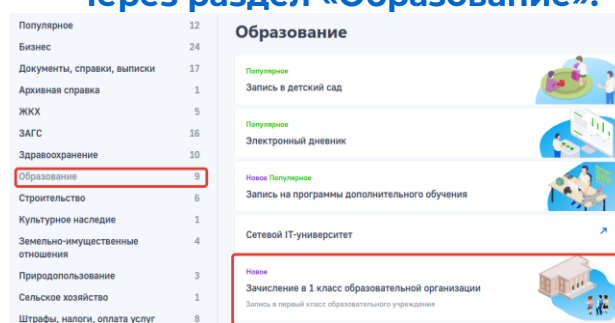 через раздел «Образование».
Популярное 12
Бизнес 24
Документы, справки, выписки 17
Архивная справка 1
ЖКХ 5
ЗАГС 16
Здравоохранение 10
Образование 9
Строительство 6
Культурное наследие 1
Земельно-имущественные отношения 4
Природопользование 3
Сельское хозяйство 1
Штрафы, налоги, оплата услуг 8
Образование
Популярное
Запись в детский сад
Популярное
Электронный дневник
Новое Популярное
Запись на программы дополнительного обучения
Сетевой IT-университет
Новое
Зачисление в 1 класс образовательной организации
Запись в первый класс образовательного учреждения